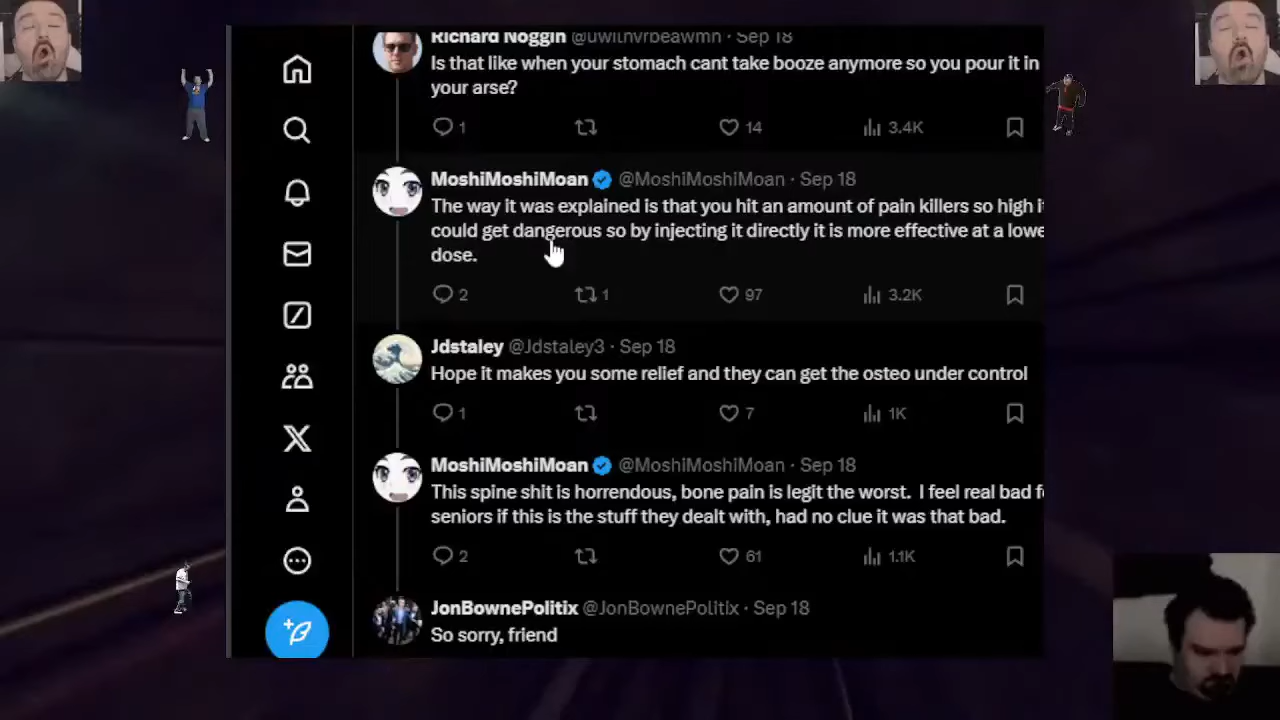 Richard Noggin @uwithvrbeawmn · Sep 18
Is that like when your stomach cant take booze anymore so you pour it in
your arse?
1 14 3.4K
MoshiMoshiMoan @MoshiMoshiMoan · Sep 18
The way it was explained is that you hit an amount of pain killers so high i
could get dangerous so by injecting it directly it is more effective at a lowe
dose.
2 1 97 3.2K
Jdstaley @Jdstaley3 · Sep 18
Hope it makes you some relief and they can get the osteo under control
1 7 1K
MoshiMoshiMoan @MoshiMoshiMoan · Sep 18
This spine shit is horrendous, bone pain is legit the worst. I feel real bad f
seniors if this is the stuff they dealt with, had no clue it was that bad.
2 61 1.1K
JonBownePolitix @JonBownePolitix · Sep 18
So sorry, friend